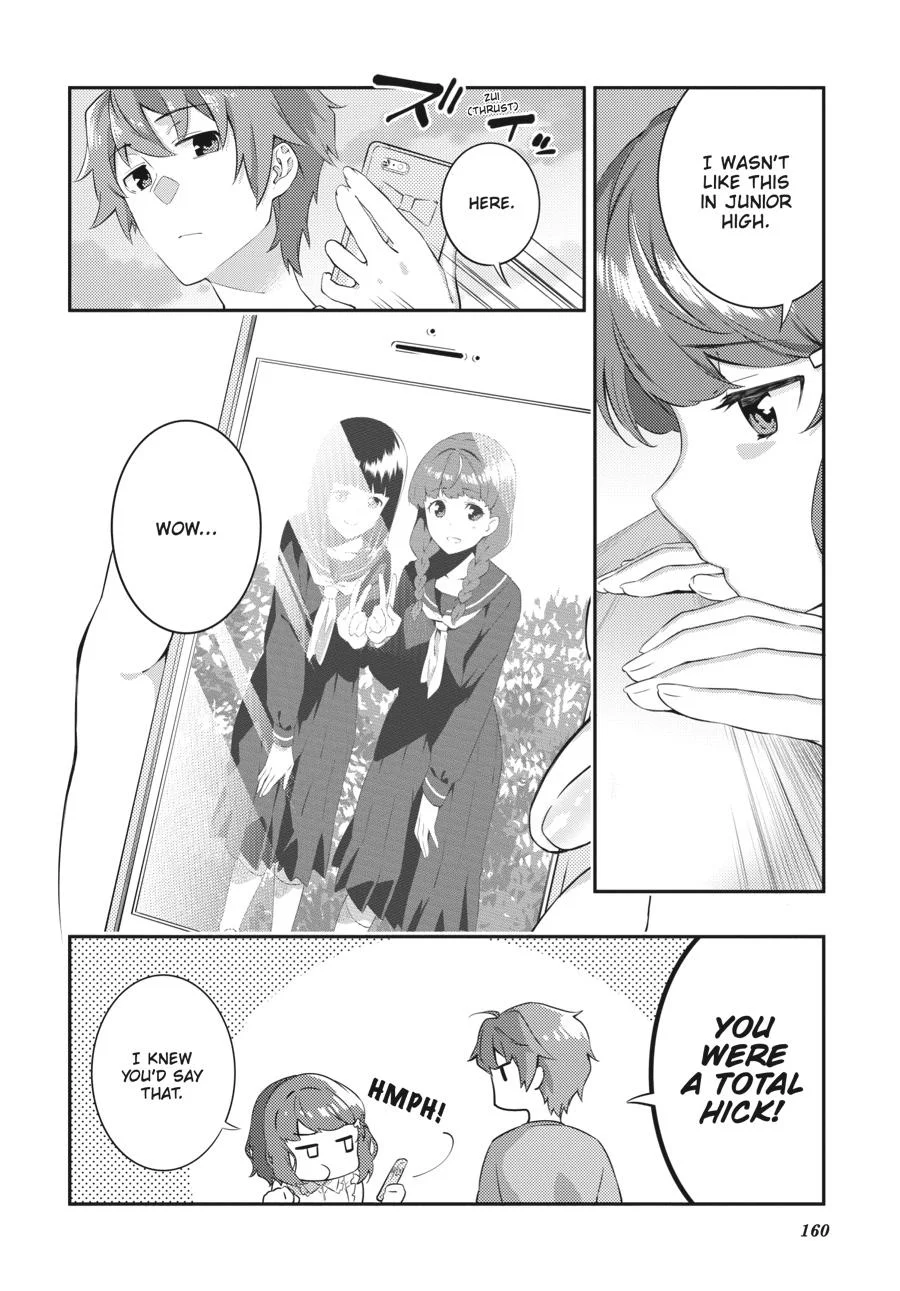 I WASN'T
LIKE THIS
IN JUNIOR
HIGH.
HERE.
ズイッ
ZUI
(THRUST)
WOW...
YOU
WERE
A TOTAL
HICK!
HMPH!
I KNEW
YOU'D SAY
THAT.
160